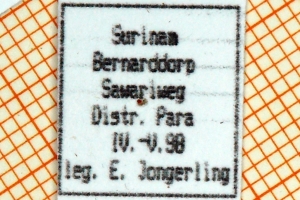 Surinam
Bernarddorp
Sawariweg
Distr. Para
IV.-V.98
leg. E. Jongerling